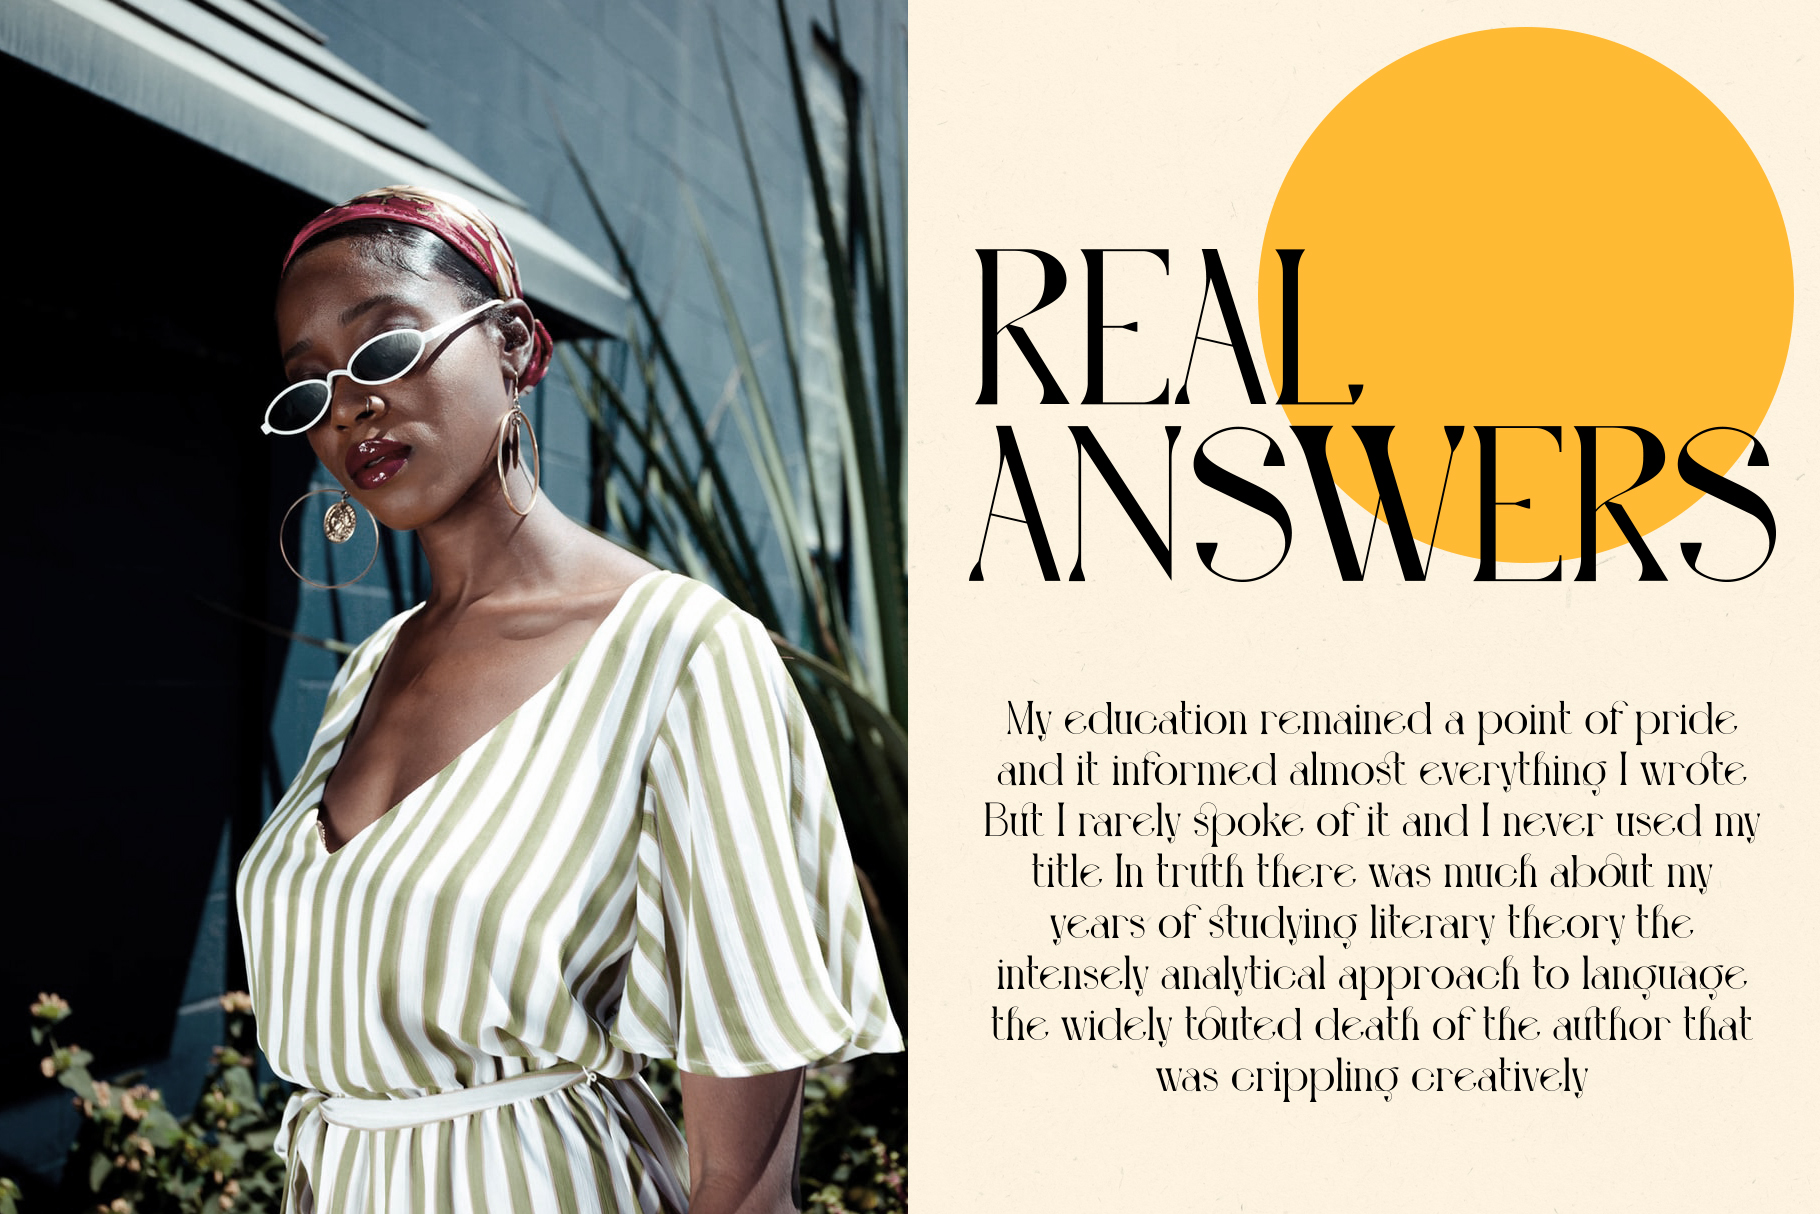 REAL
ANSWERS
My education remained a point of pride
and it informed almost everything I wrote
But I rarely spoke of it and I never used my
title In truth there was much about my
years of studying literary theory the
intensely analytical approach to language
the widely touted death of the author that
was crippling creatively